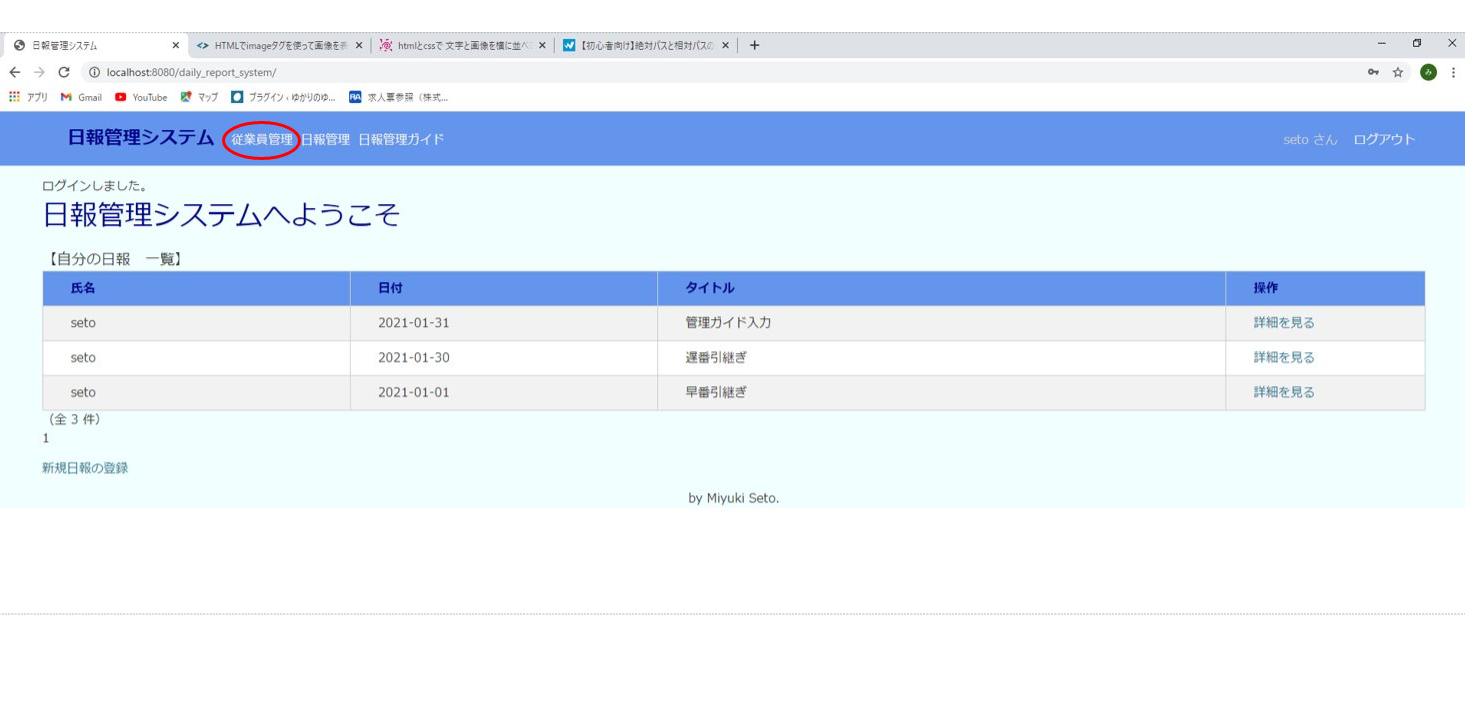 日報管理システム
HTMLでimageタグを使って画像を表
htmlとcssで 文字と画像を横に並べ
【初心者向け】絶対パスと相対パスの
localhost:8080/daily_report_system/
み
アプリ Gmail YouTube マップ プラグイン ‹ ゆかりのゆ... RA 求人票参照（株式...
日報管理システム 従業員管理 日報管理 日報管理ガイド seto さん ログアウト
ログインしました。
日報管理システムへようこそ
【自分の日報　一覧】
氏名 日付 タイトル 操作
seto 2021-01-31 管理ガイド入力 詳細を見る
seto 2021-01-30 遅番引継ぎ 詳細を見る
seto 2021-01-01 早番引継ぎ 詳細を見る
（全 3 件）
1
新規日報の登録
by Miyuki Seto.